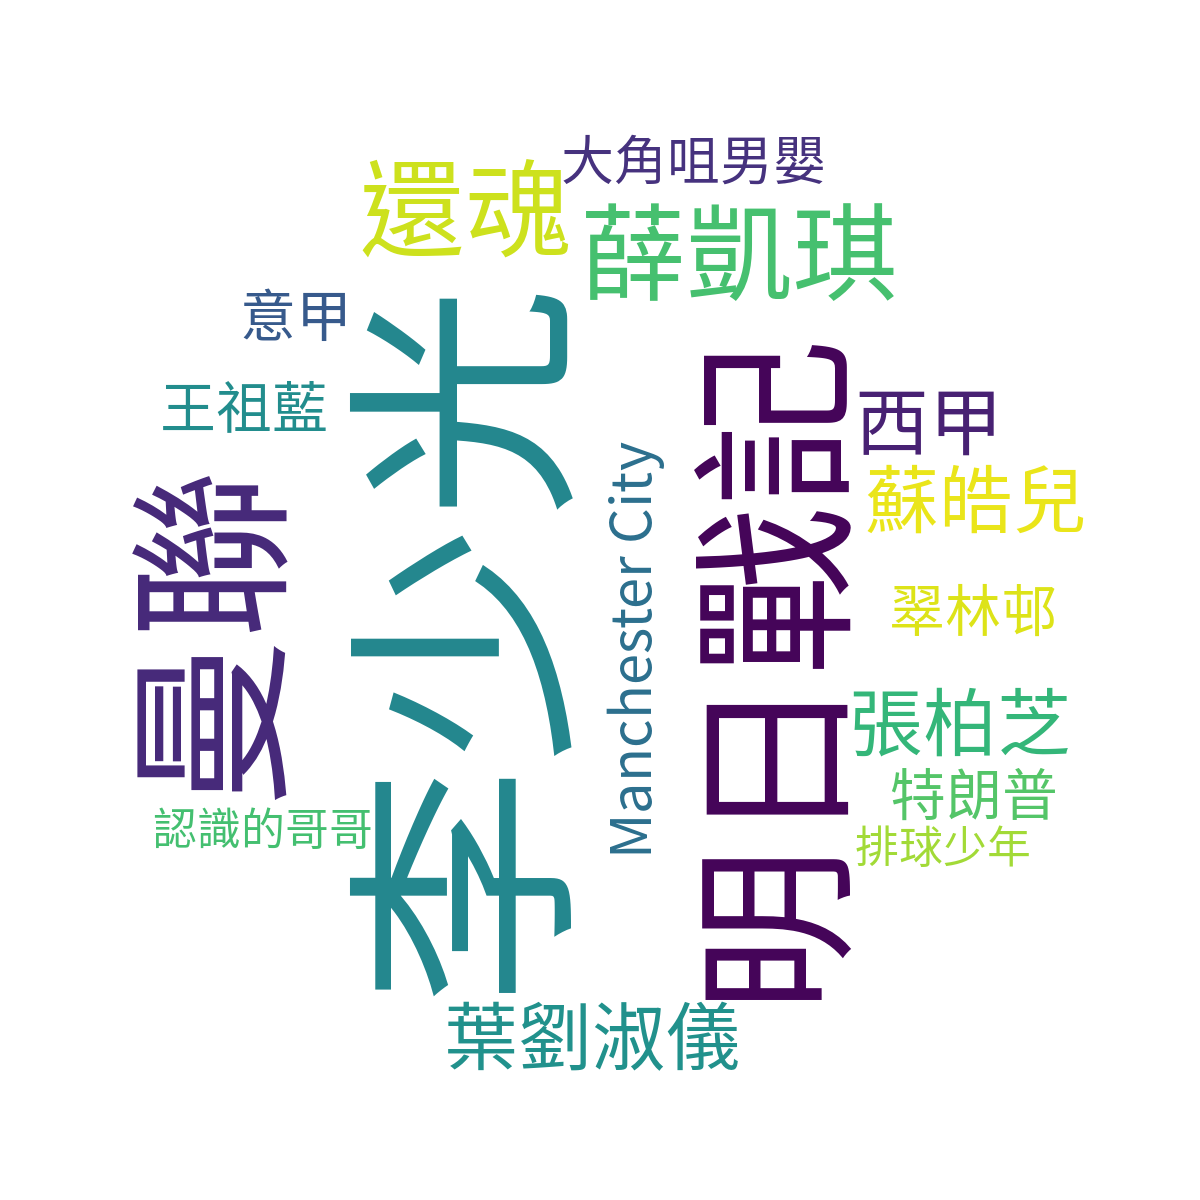 大角咀男嬰
還魂
薛凱琪
意甲
王祖藍
李少光
明日戰記
西甲
曼聯
Manchester City
蘇皓兒
翠林邨
張柏芝
特朗普
認識的哥哥
排球少年
葉劉淑儀